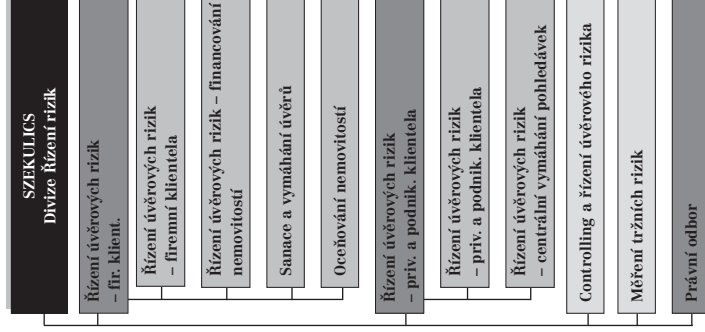 SZEKULICS
Divize Řízení rizik
Řízení úvěrových rizik
– fir. klient.
Řízení úvěrových rizik
– firemní klientela
Řízení úvěrových rizik – financování
nemovitostí
Sanace a vymáhání úvěrů
Oceňování nemovitostí
Řízení úvěrových rizik
– priv. a podnik. klientela
Řízení úvěrových rizik
– priv. a podnik. klientela
Řízení úvěrových rizik
– centrální vymáhání pohledávek
Controlling a řízení úvěrového rizika
Měření tržních rizik
Právní odbor